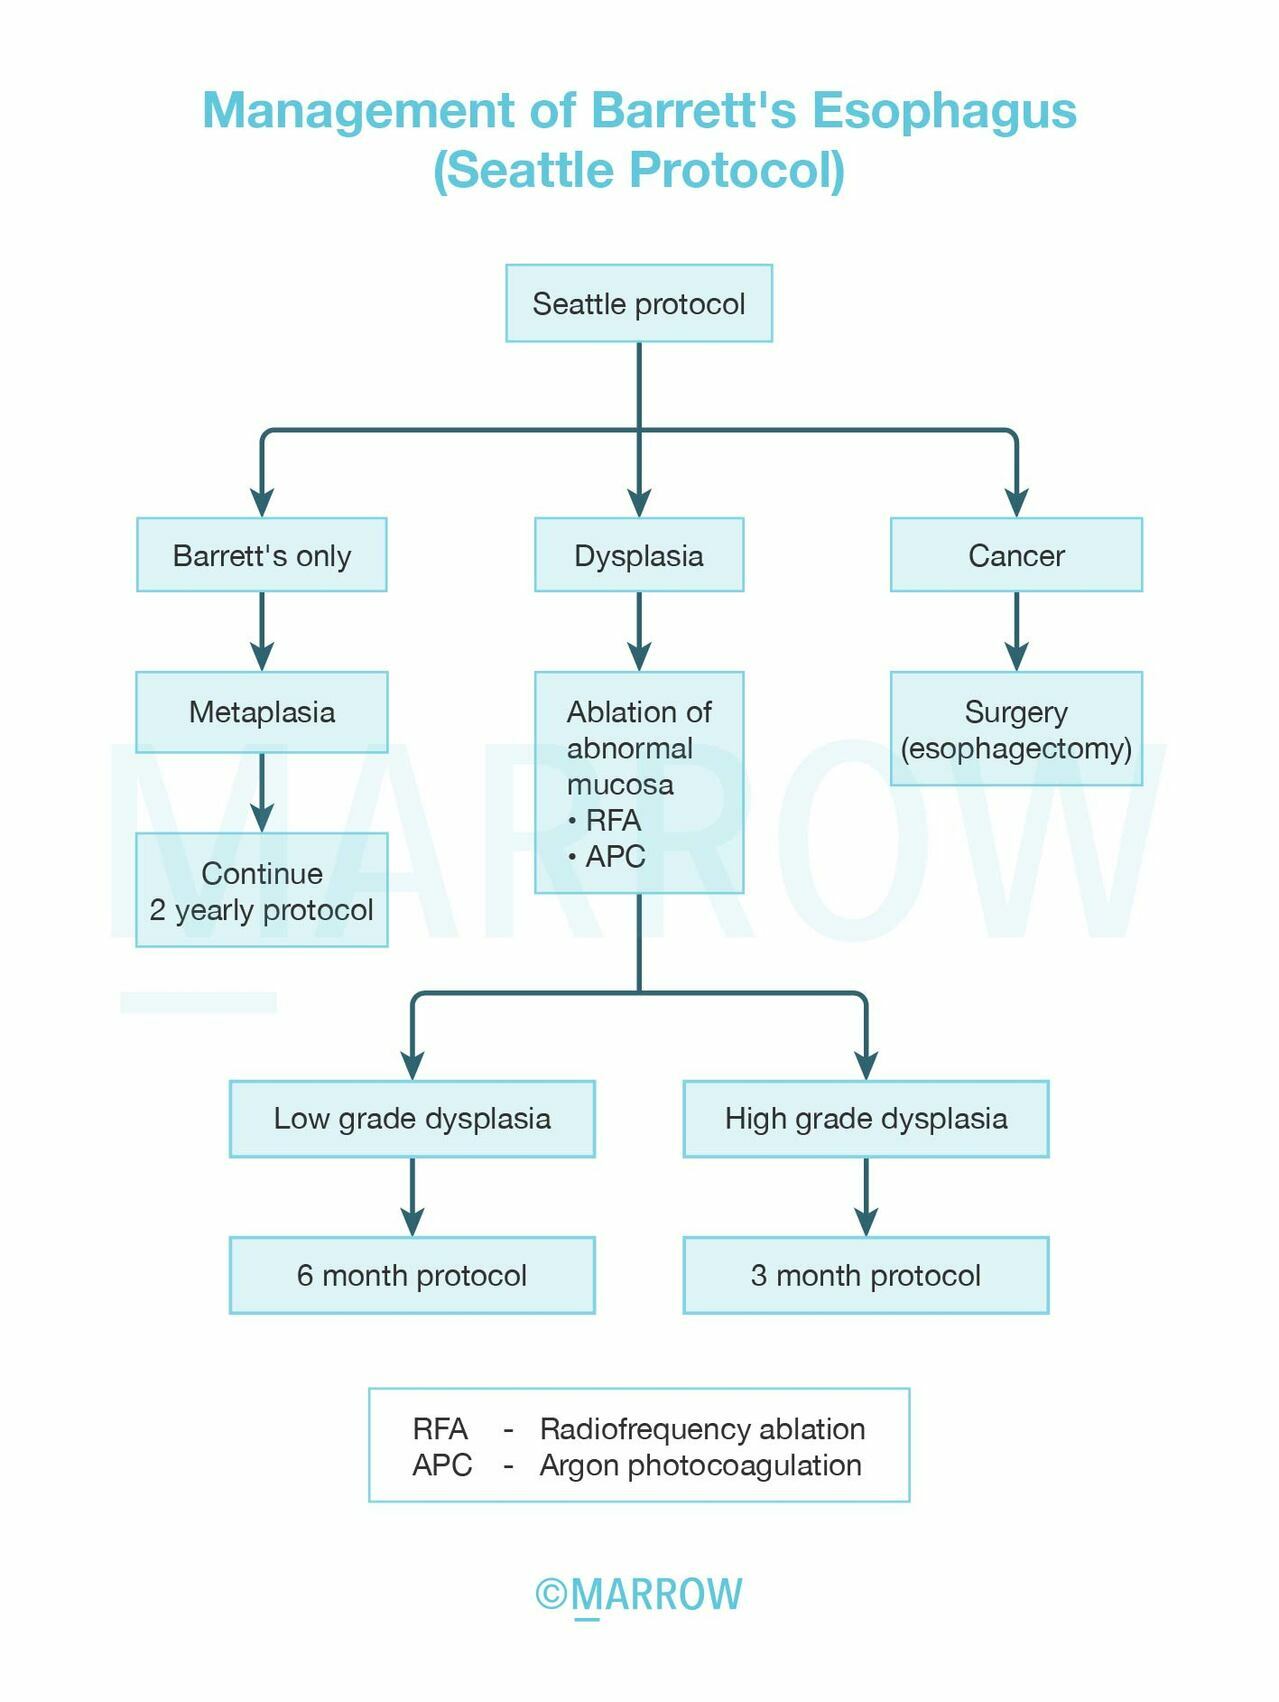 Management of Barrett's Esophagus
(Seattle Protocol)
Seattle protocol
Barrett's only
Dysplasia
Cancer
Metaplasia
Ablation of
abnormal
mucosa
• RFA
• APC
Surgery
(esophagectomy)
Continue
2 yearly protocol
MARROW
Low grade dysplasia
High grade dysplasia
6 month protocol
3 month protocol
RFA - Radiofrequency ablation
APC - Argon photocoagulation
©MARROW